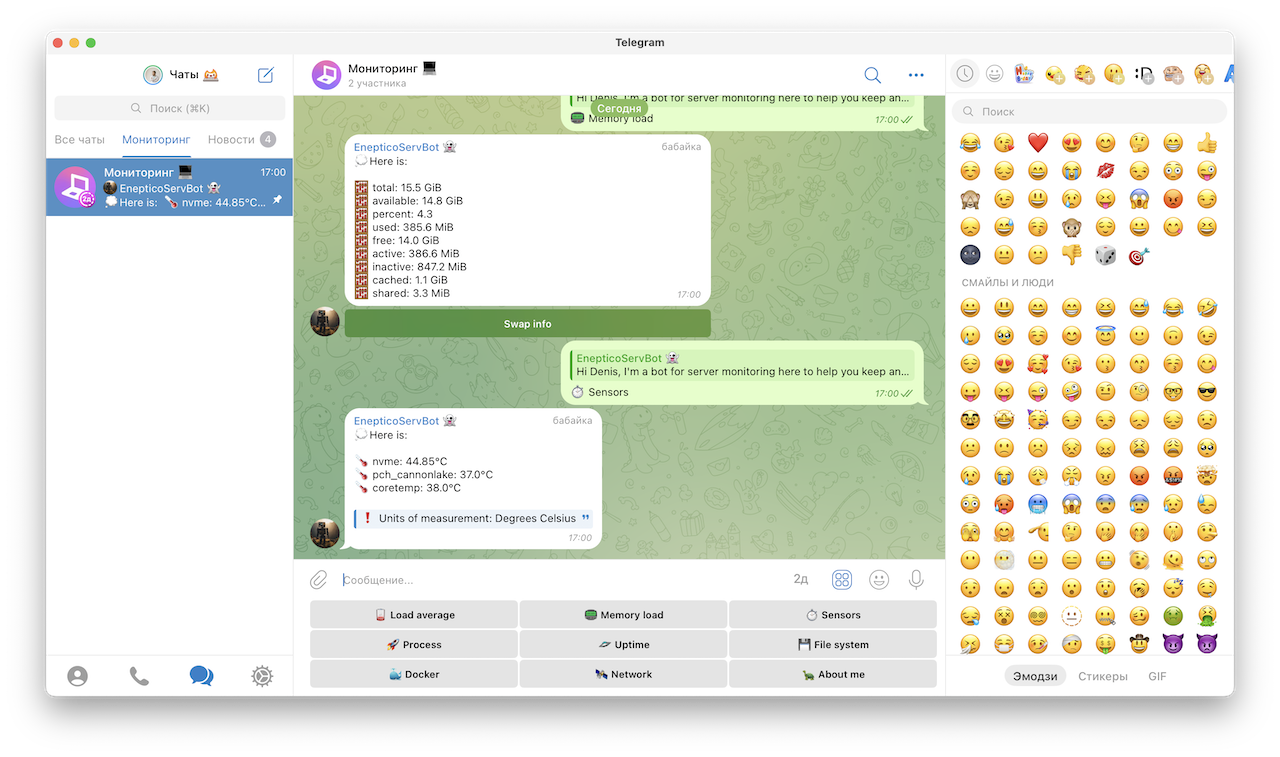 Telegram
Чаты
Поиск (⌘K)
Все чаты Мониторинг Новости 4
Мониторинг 17:00
EnepticoServBot
Here is: nvme: 44.85°C...
Мониторинг
2 участника
Hi Denis, I'm a bot for server monitoring here to help you keep an...
Сегодня
Memory load 17:00
EnepticoServBot бабайка
Here is:
total: 15.5 GiB
available: 14.8 GiB
percent: 4.3
used: 385.6 MiB
free: 14.0 GiB
active: 386.6 MiB
inactive: 847.2 MiB
cached: 1.1 GiB
shared: 3.3 MiB
17:00
Swap info
EnepticoServBot
Hi Denis, I'm a bot for server monitoring here to help you keep an...
Sensors 17:00
EnepticoServBot бабайка
Here is:
nvme: 44.85°C
pch_cannonlake: 37.0°C
coretemp: 38.0°C
Units of measurement: Degrees Celsius
17:00
Сообщение...
2д
Load average Memory load Sensors
Process Uptime File system
Docker Network About me
:D
Поиск
СМАЙЛЫ И ЛЮДИ
Эмодзи Стикеры GIF